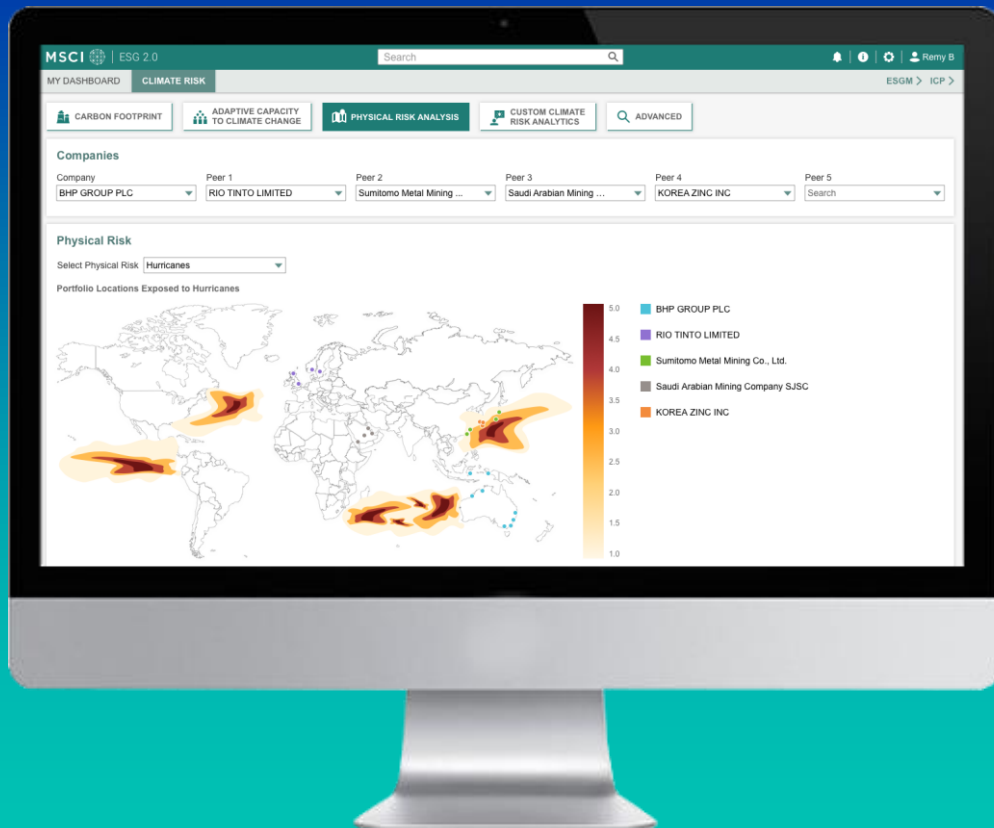 MSCI | ESG 2.0
Search
Remy B
MY DASHBOARD
CLIMATE RISK
ESGM >
ICP >
CARBON FOOTPRINT
ADAPTIVE CAPACITY
TO CLIMATE CHANGE
PHYSICAL RISK ANALYSIS
CUSTOM CLIMATE
RISK ANALYTICS
ADVANCED
Companies
Company
BHP GROUP PLC
Peer 1
RIO TINTO LIMITED
Peer 2
Sumitomo Metal Mining ...
Peer 3
Saudi Arabian Mining ...
Peer 4
KOREA ZINC INC
Peer 5
Search
Physical Risk
Select Physical Risk
Hurricanes
Portfolio Locations Exposed to Hurricanes
5.0
4.5
4.0
3.5
3.0
2.5
2.0
1.5
1.0
BHP GROUP PLC
RIO TINTO LIMITED
Sumitomo Metal Mining Co., Ltd.
Saudi Arabian Mining Company SJSC
KOREA ZINC INC